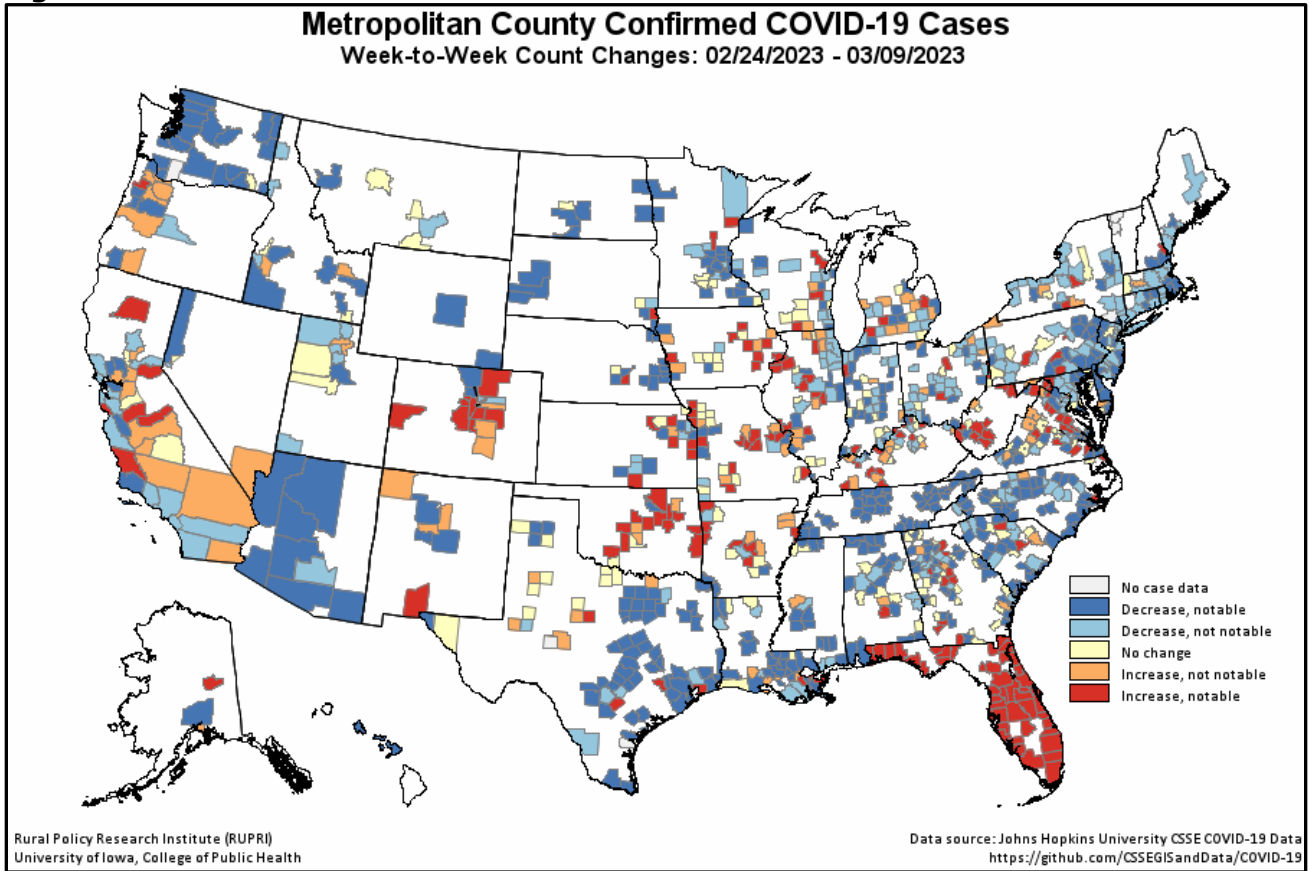 Metropolitan County Confirmed COVID-19 Cases
Week-to-Week Count Changes: 02/24/2023 - 03/09/2023
No case data
Decrease, notable
Decrease, not notable
No change
Increase, not notable
Increase, notable
Rural Policy Research Institute (RUPRI)
University of Iowa, College of Public Health
Data source: Johns Hopkins University CSSE COVID-19 Data
https://github.com/CSSEGISandData/COVID-19